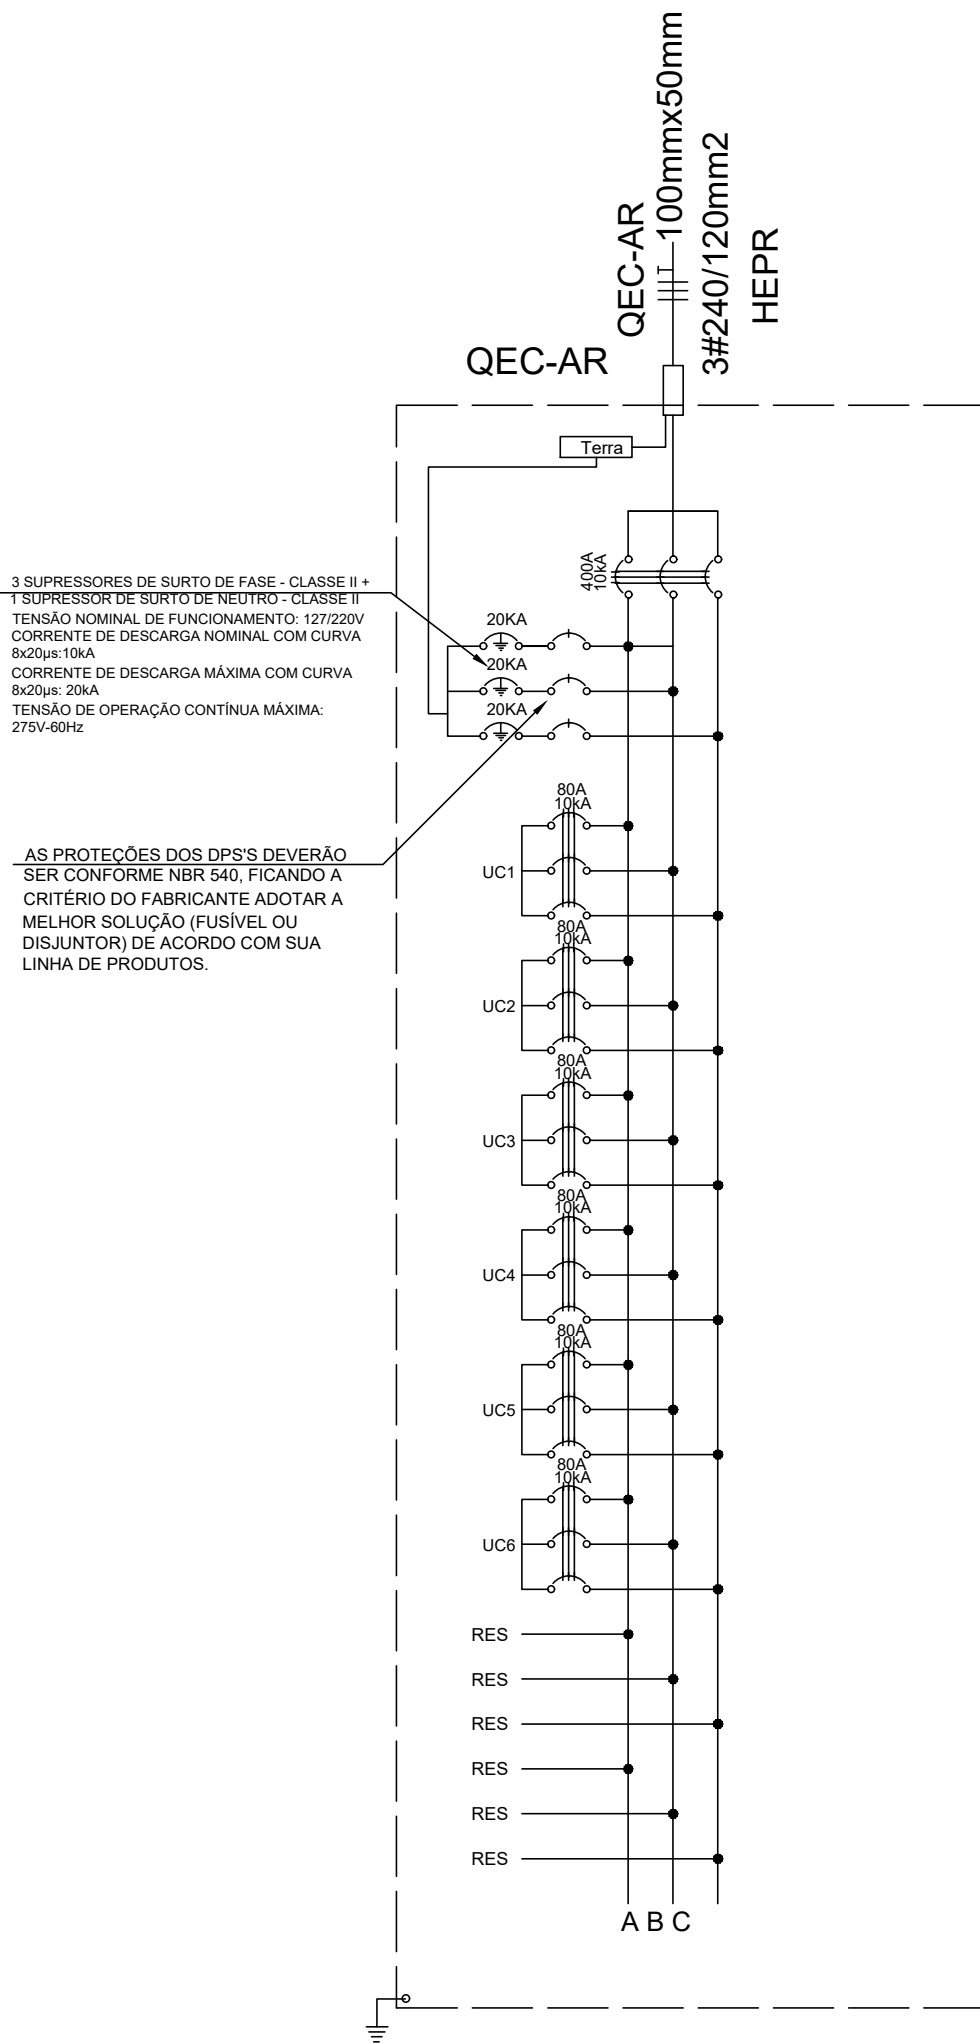 100mmx50mm
QEC-AR
3#240/120mm2
HEPR
QEC-AR
Terra
400A
10kA
3 SUPRESSORES DE SURTO DE FASE - CLASSE II +
1 SUPRESSOR DE SURTO DE NEUTRO - CLASSE II
TENSÃO NOMINAL DE FUNCIONAMENTO: 127/220V
CORRENTE DE DESCARGA NOMINAL COM CURVA
8x20µs:10kA
CORRENTE DE DESCARGA MÁXIMA COM CURVA
8x20µs: 20kA
TENSÃO DE OPERAÇÃO CONTÍNUA MÁXIMA:
275V-60Hz
20KA
20KA
20KA
AS PROTEÇÕES DOS DPS'S DEVERÃO
SER CONFORME NBR 540, FICANDO A
CRITÉRIO DO FABRICANTE ADOTAR A
MELHOR SOLUÇÃO (FUSÍVEL OU
DISJUNTOR) DE ACORDO COM SUA
LINHA DE PRODUTOS.
80A
10kA
UC1
80A
10kA
UC2
80A
10kA
UC3
80A
10kA
UC4
80A
10kA
UC5
80A
10kA
UC6
RES
RES
RES
RES
RES
RES
A B C